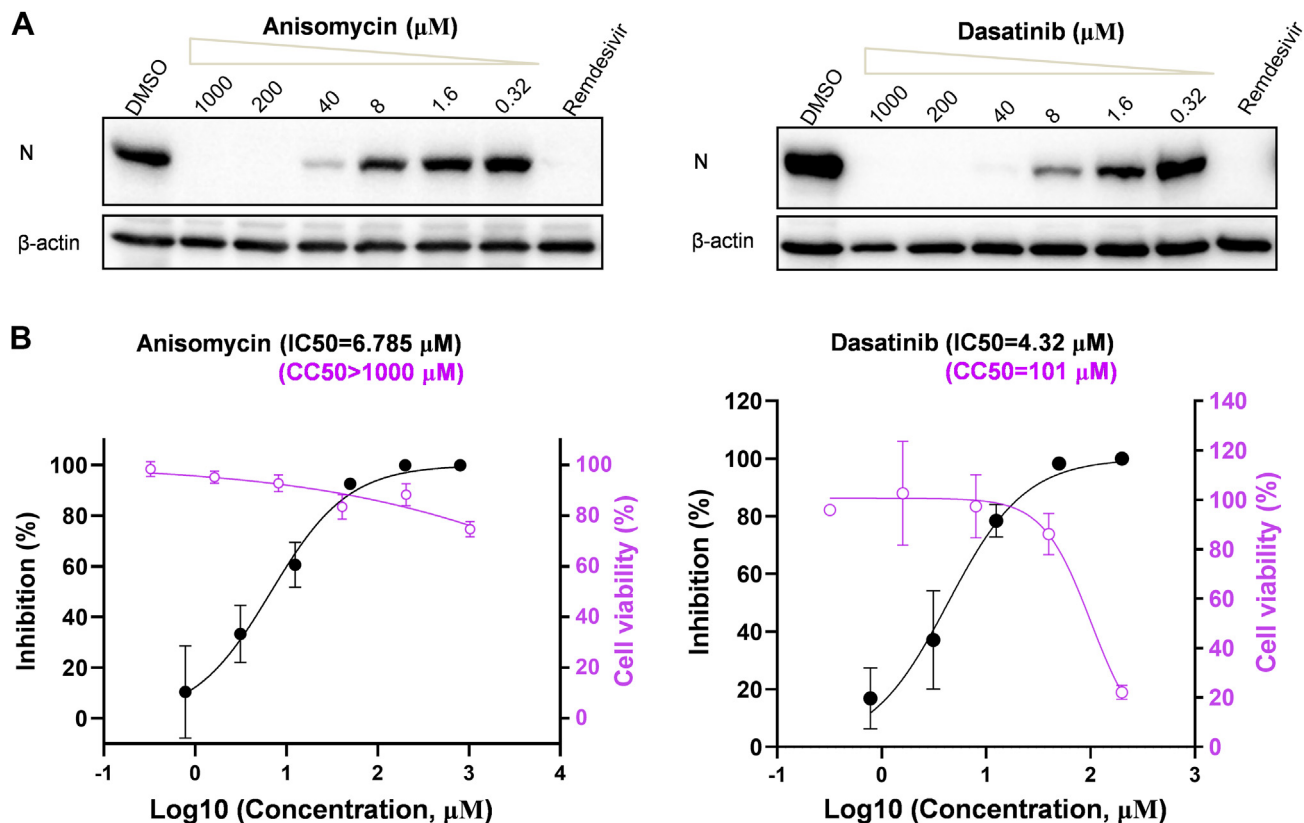 A
Anisomycin (μM)
DMSO
1000
200
40
8
1.6
0.32
Remdesivir
N
β-actin
Dasatinib (μM)
DMSO
1000
200
40
8
1.6
0.32
Remdesivir
N
β-actin
B
Anisomycin (IC50=6.785 μM)
(CC50>1000 μM)
Inhibition (%)
100
80
60
40
20
0
100
80
60
40
20
0
Cell viability (%)
-1
0
1
2
3
4
Log10 (Concentration, μM)
Dasatinib (IC50=4.32 μM)
(CC50=101 μM)
Inhibition (%)
120
100
80
60
40
20
0
140
120
100
80
60
40
20
0
Cell viability (%)
-1
0
1
2
3
Log10 (Concentration, μM)